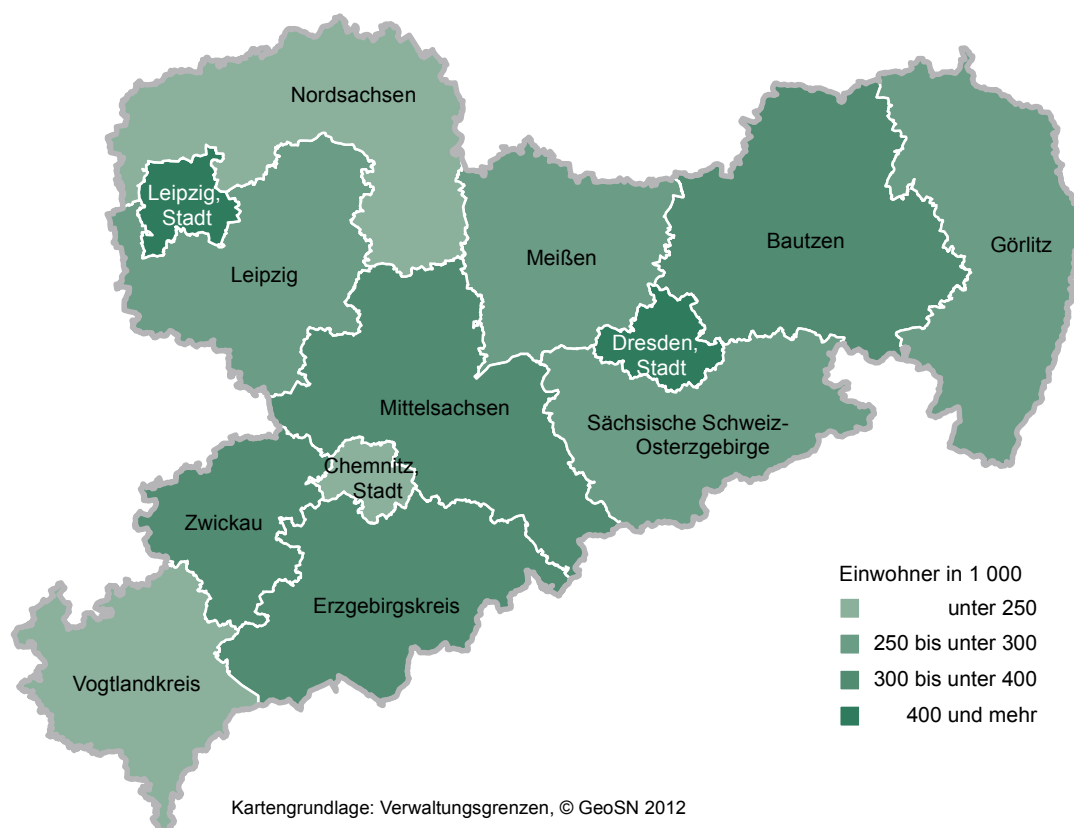 Nordsachsen
Leipzig,
Stadt
Leipzig
Meißen
Bautzen
Görlitz
Dresden,
Stadt
Mittelsachsen
Sächsische Schweiz-
Osterzgebirge
Chemnitz,
Stadt
Zwickau
Erzgebirgskreis
Vogtlandkreis
Einwohner in 1 000
unter 250
250 bis unter 300
300 bis unter 400
400 und mehr
Kartengrundlage: Verwaltungsgrenzen, © GeoSN 2012